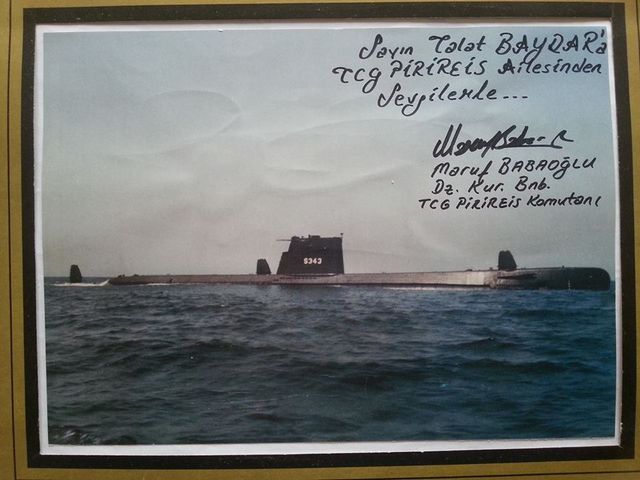 Sayın Talat BAYDAR'a
TCG PİRİREİS Ailesinden
Sevgilerle...
Maruf BABAOĞLU
Dz. Kur. Bnb.
TCG PİRİREİS Komutanı
S343